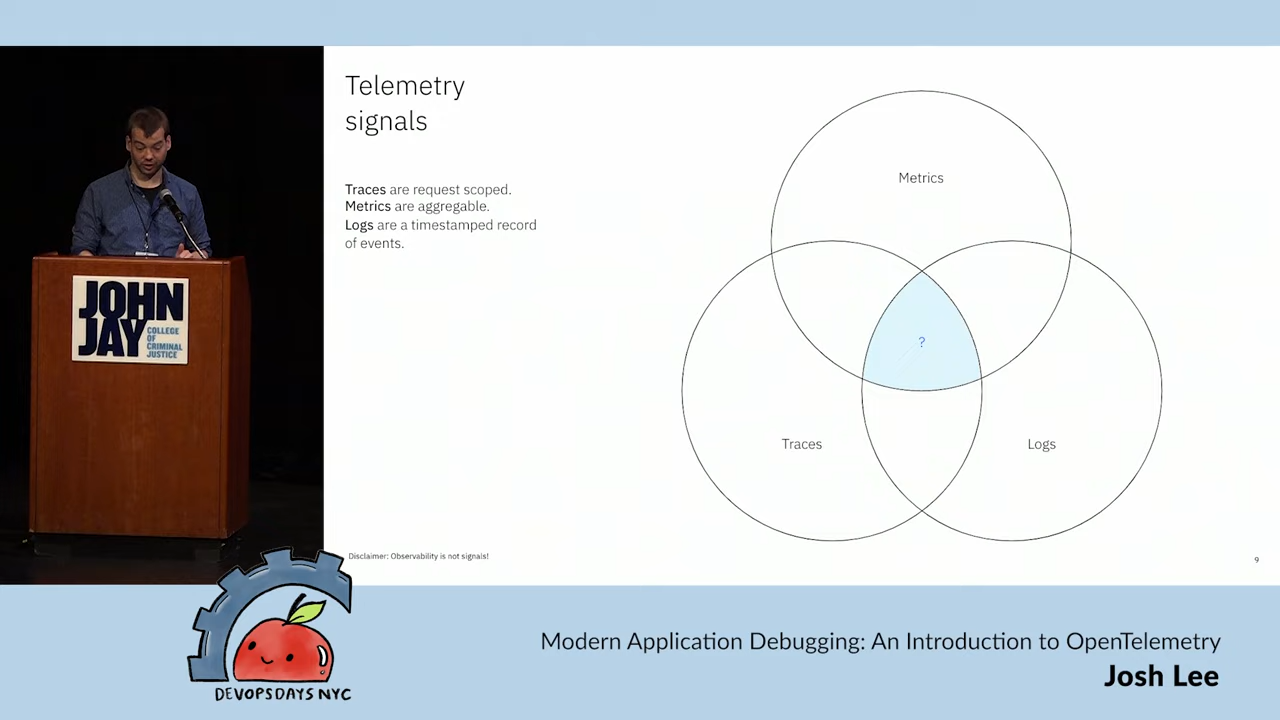 Telemetry
signals
Traces are request scoped.
Metrics are aggregable.
Logs are a timestamped record
of events.
Metrics
?
Traces
Logs
Disclaimer: Observability is not signals!
9
JOHN
JAY
COLLEGE
OF
CRIMINAL
JUSTICE
DEVOPSDAYS NYC
Modern Application Debugging: An Introduction to OpenTelemetry
Josh Lee